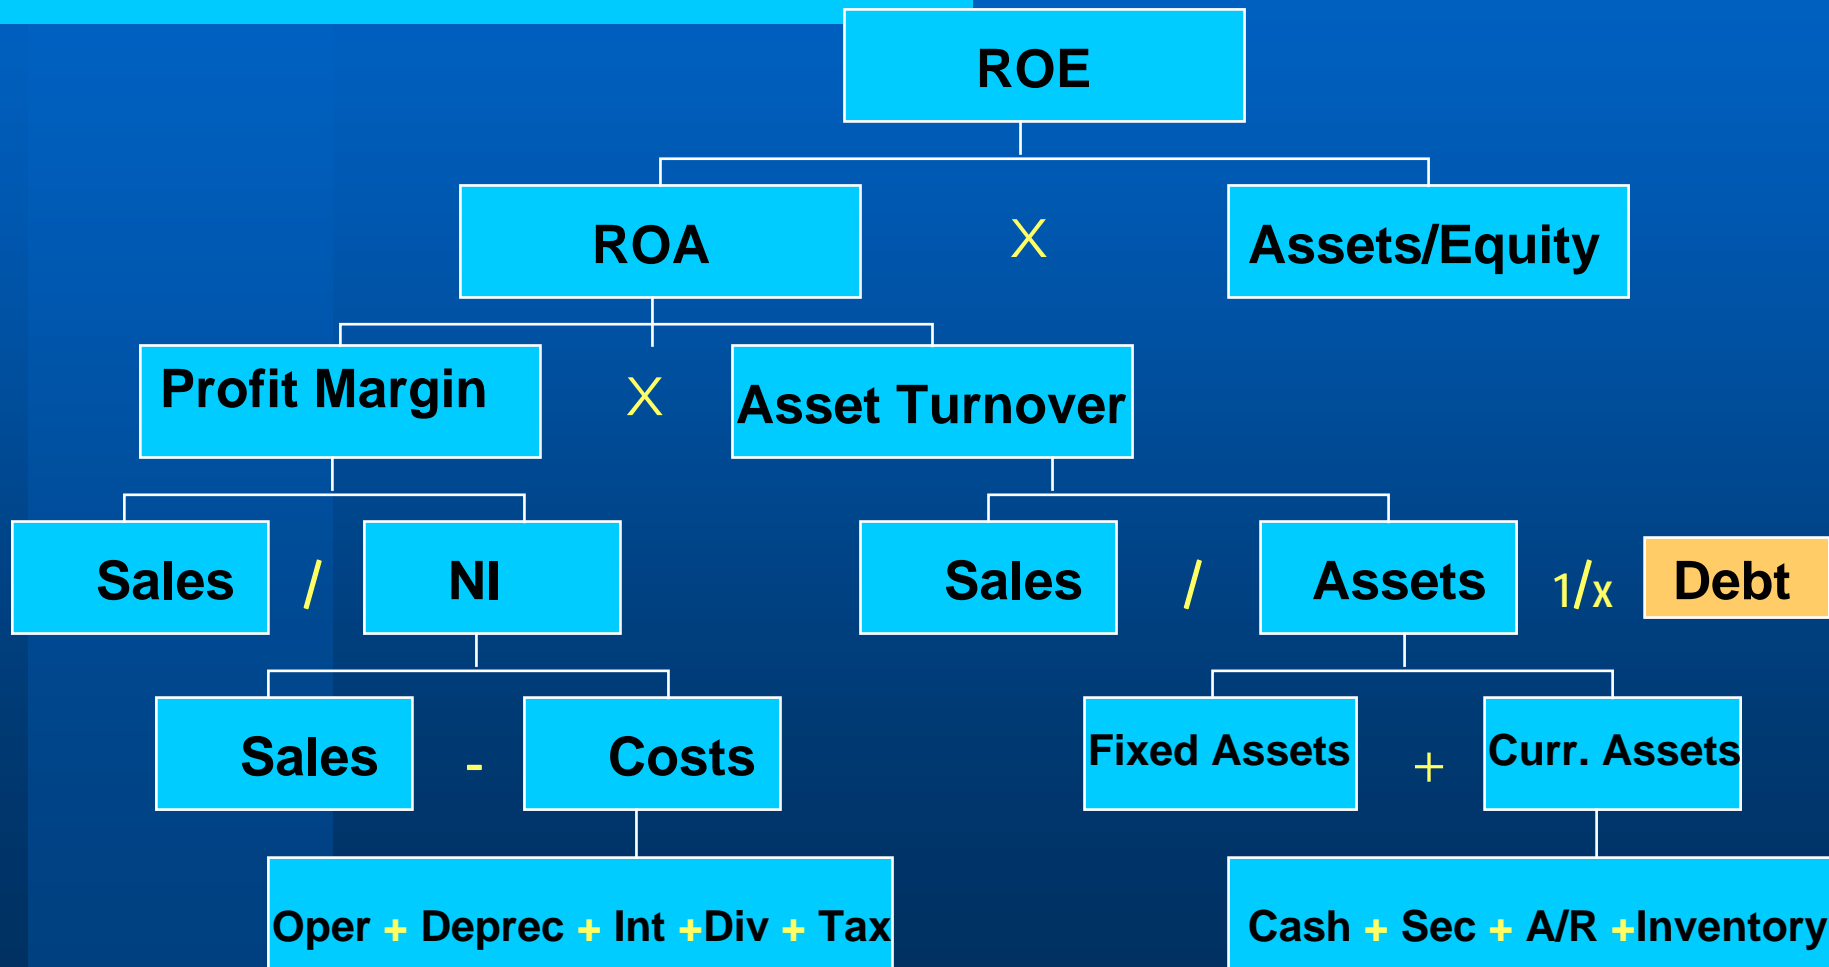 ROE
ROA X Assets/Equity
Profit Margin X Asset Turnover
Sales / NI Sales / Assets 1/x Debt
Sales - Costs Fixed Assets + Curr. Assets
Oper + Deprec + Int +Div + Tax Cash + Sec + A/R +Inventory